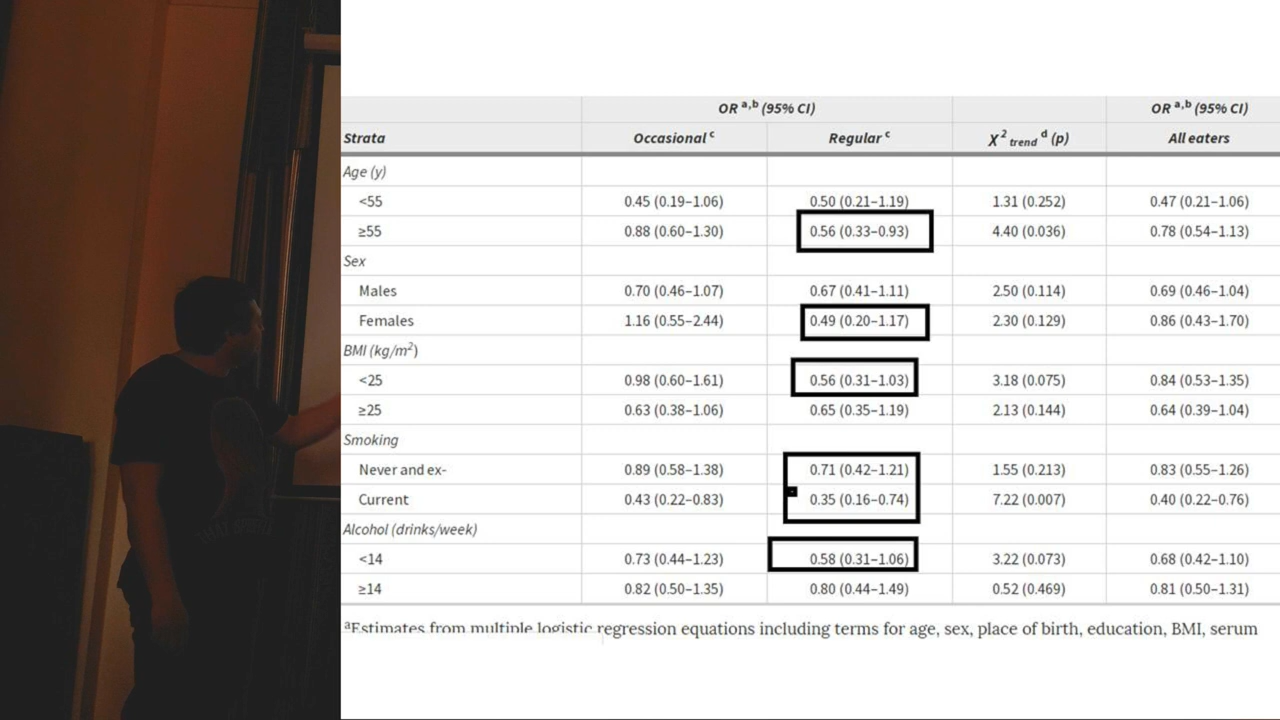 OR a,b (95% CI) OR a,b (95% CI)
Strata Occasional c Regular c X 2 trend d (p) All eaters
Age (y)
<55 0.45 (0.19–1.06) 0.50 (0.21–1.19) 1.31 (0.252) 0.47 (0.21–1.06)
≥55 0.88 (0.60–1.30) 0.56 (0.33–0.93) 4.40 (0.036) 0.78 (0.54–1.13)
Sex
Males 0.70 (0.46–1.07) 0.67 (0.41–1.11) 2.50 (0.114) 0.69 (0.46–1.04)
Females 1.16 (0.55–2.44) 0.49 (0.20–1.17) 2.30 (0.129) 0.86 (0.43–1.70)
BMI (kg/m2)
<25 0.98 (0.60–1.61) 0.56 (0.31–1.03) 3.18 (0.075) 0.84 (0.53–1.35)
≥25 0.63 (0.38–1.06) 0.65 (0.35–1.19) 2.13 (0.144) 0.64 (0.39–1.04)
Smoking
Never and ex- 0.89 (0.58–1.38) 0.71 (0.42–1.21) 1.55 (0.213) 0.83 (0.55–1.26)
Current 0.43 (0.22–0.83) 0.35 (0.16–0.74) 7.22 (0.007) 0.40 (0.22–0.76)
Alcohol (drinks/week)
<14 0.73 (0.44–1.23) 0.58 (0.31–1.06) 3.22 (0.073) 0.68 (0.42–1.10)
≥14 0.82 (0.50–1.35) 0.80 (0.44–1.49) 0.52 (0.469) 0.81 (0.50–1.31)
aEstimates from multiple logistic regression equations including terms for age, sex, place of birth, education, BMI, serum